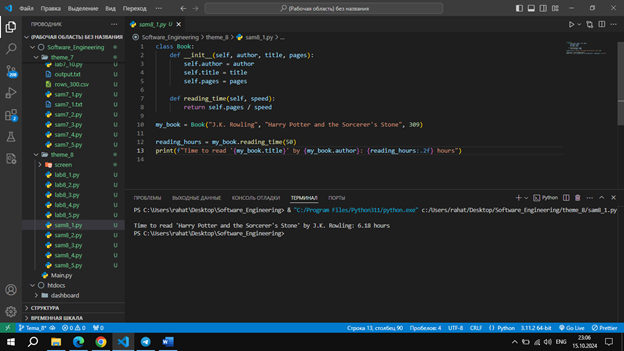 Файл Правка Выделение Вид Переход ...
(Рабочая область) без названия
ПРОВОДНИК
sam8_1.py U
(РАБОЧАЯ ОБЛАСТЬ) БЕЗ НАЗВАНИЯ
Software_Engineering > theme_8 > sam8_1.py > ...
Software_Engineering
theme_7
lab7_10.py U
output.txt U
rows_300.csv U
sam7_1.py U
sam7_1.txt U
sam7_2.py U
sam7_3.py U
sam7_4.py U
sam7_5.py U
theme_8
screen
lab8_1.py U
lab8_2.py U
lab8_3.py U
lab8_4.py U
lab8_5.py U
sam8_1.py U
sam8_2.py U
sam8_3.py U
sam8_4.py U
sam8_5.py U
Main.py
htdocs
dashboard
СТРУКТУРА
ВРЕМЕННАЯ ШКАЛА
1 class Book:
2 def __init__(self, author, title, pages):
3 self.author = author
4 self.title = title
5 self.pages = pages
6
7 def reading_time(self, speed):
8 return self.pages / speed
9
10 my_book = Book("J.K. Rowling", "Harry Potter and the Sorcerer's Stone", 309)
11
12 reading_hours = my_book.reading_time(50)
13 print(f"Time to read '{my_book.title}' by {my_book.author}: {reading_hours:.2f} hours")
14
ПРОБЛЕМЫ ВЫХОДНЫЕ ДАННЫЕ КОНСОЛЬ ОТЛАДКИ ТЕРМИНАЛ ПОРТЫ
Python
PS C:\Users\rahat\Desktop\Software_Engineering> & "C:/Program Files/Python311/python.exe" c:/Users/rahat/Desktop/Software_Engineering/theme_8/sam8_1.py
Time to read 'Harry Potter and the Sorcerer's Stone' by J.K. Rowling: 6.18 hours
PS C:\Users\rahat\Desktop\Software_Engineering>
Tema_8* 0 0 0 Строка 13, столбец 90 Пробелов: 4 UTF-8 CRLF Python 3.11.2 64-bit Go Live Prettier
ENG
23:06
15.10.2024